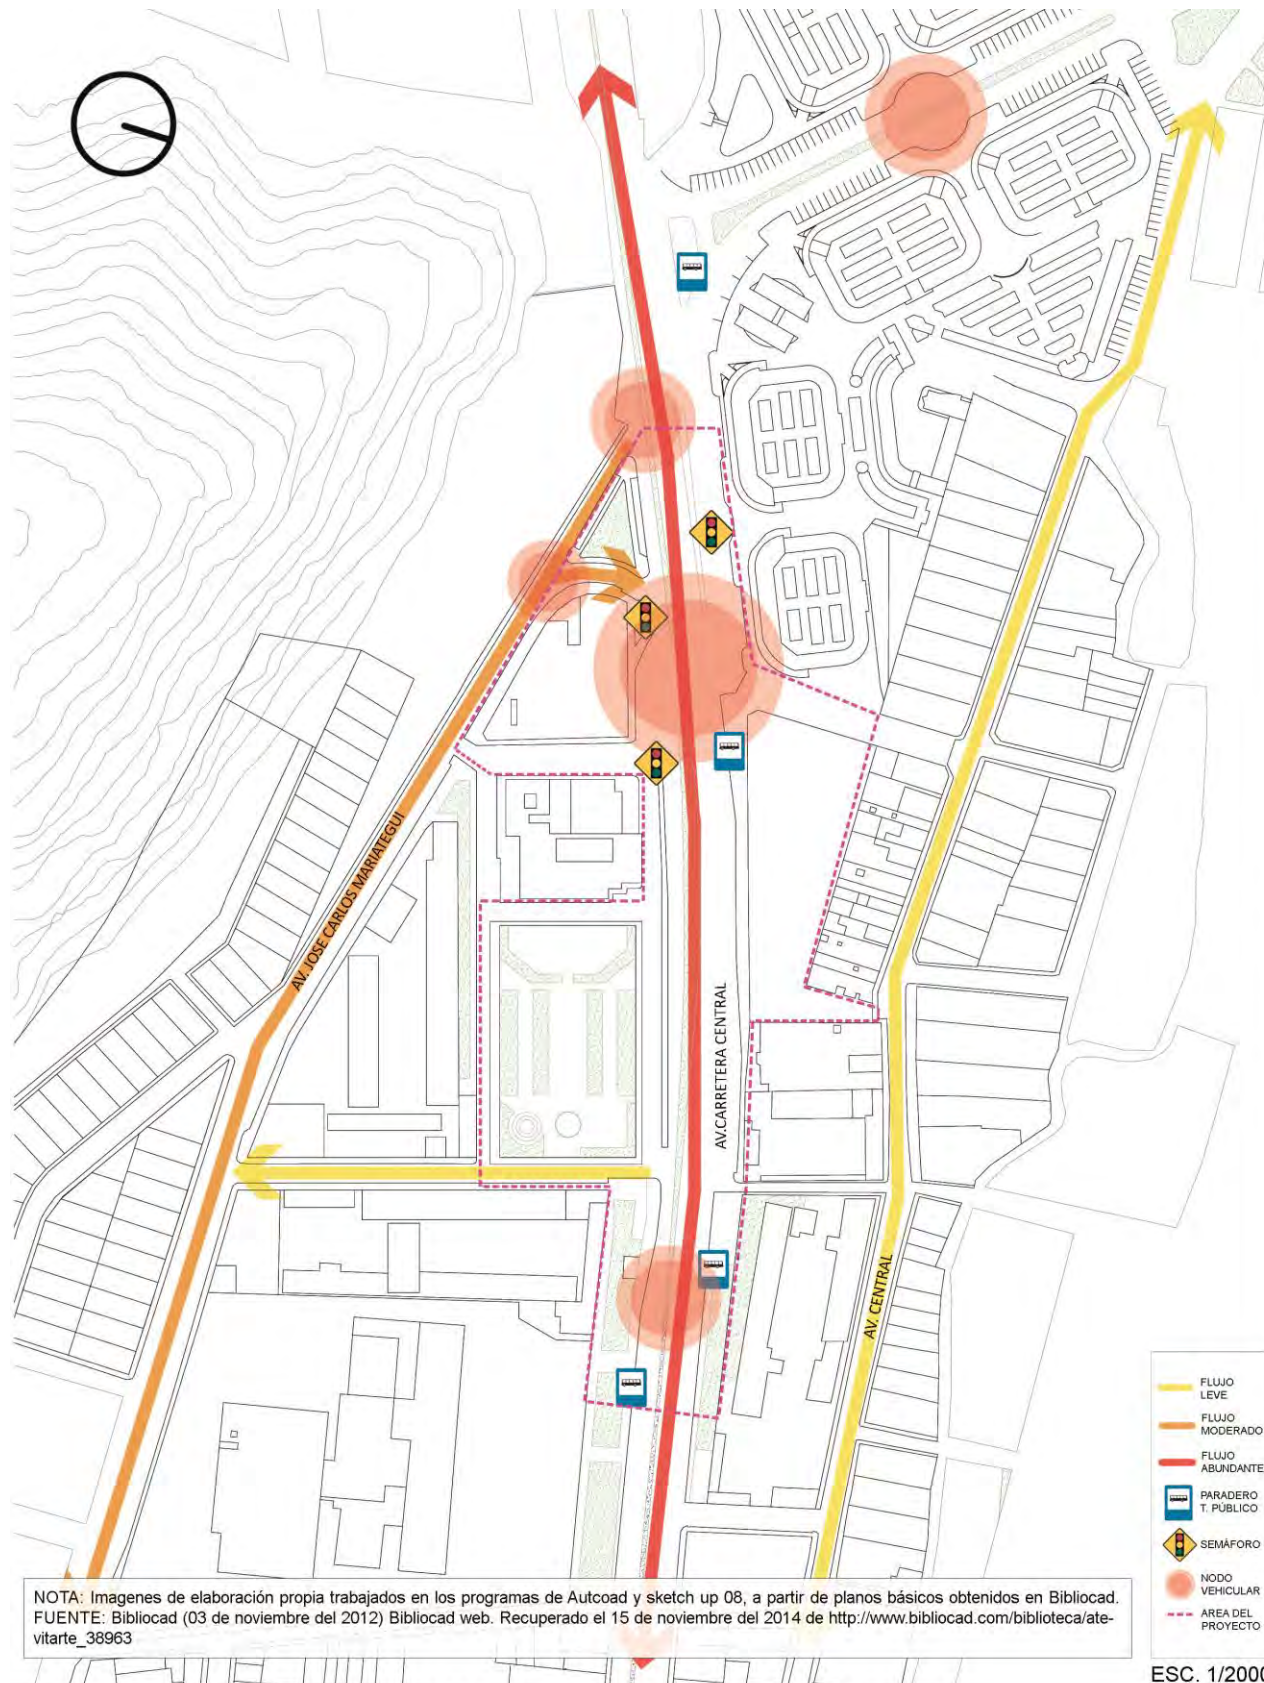 AV. JOSE CARLOS MARIATEGUI
AV.CARRETERA CENTRAL
AV. CENTRAL
FLUJO
LEVE
FLUJO
MODERADO
FLUJO
ABUNDANTE
PARADERO
T. PÚBLICO
SEMÁFORO
NODO
VEHICULAR
AREA DEL
PROYECTO
NOTA: Imagenes de elaboración propia trabajados en los programas de Autcoad y sketch up 08, a partir de planos básicos obtenidos en Bibliocad.
FUENTE: Bibliocad (03 de noviembre del 2012) Bibliocad web. Recuperado el 15 de noviembre del 2014 de http://www.bibliocad.com/biblioteca/ate-
vitarte_38963
ESC. 1/2000